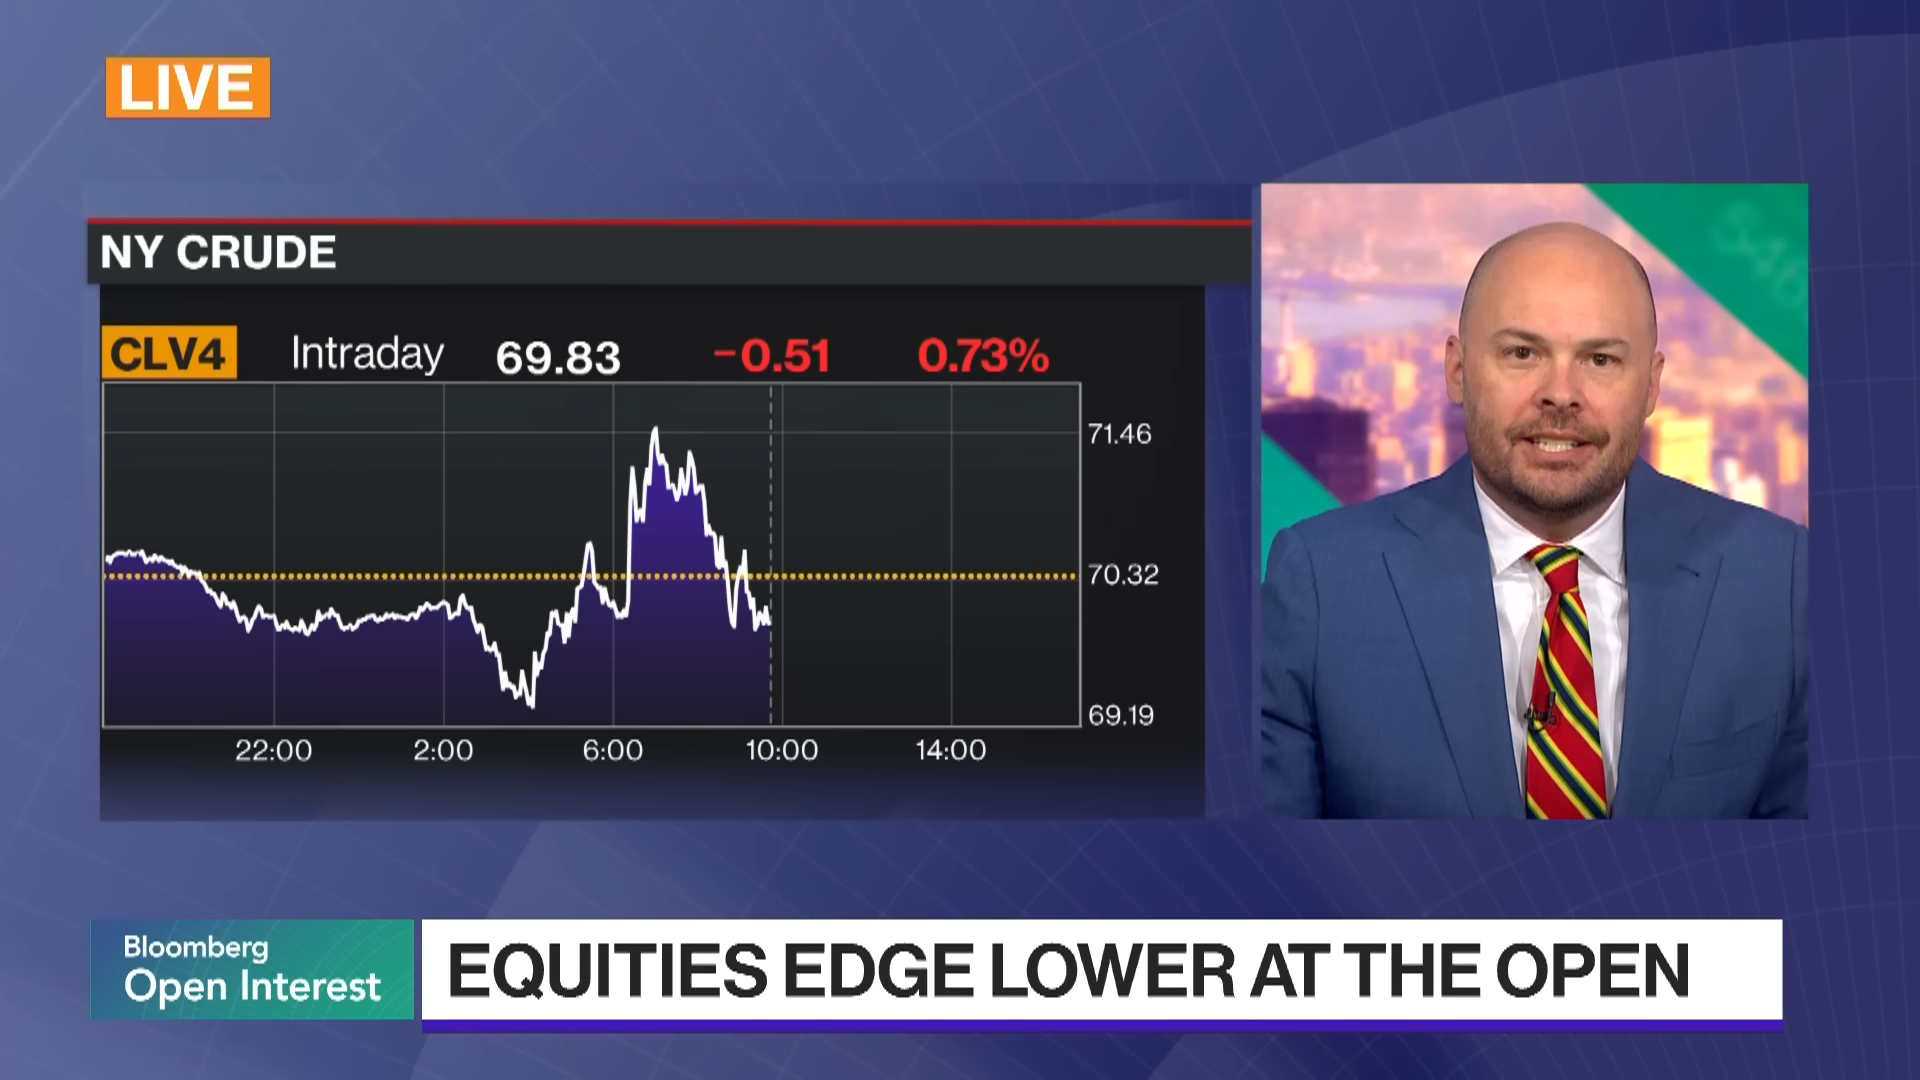 LIVE
NY CRUDE
CLV4 Intraday 69.83 -0.51 0.73%
71.46
70.32
69.19
22:00 2:00 6:00 10:00 14:00
Bloomberg
Open Interest
EQUITIES EDGE LOWER AT THE OPEN